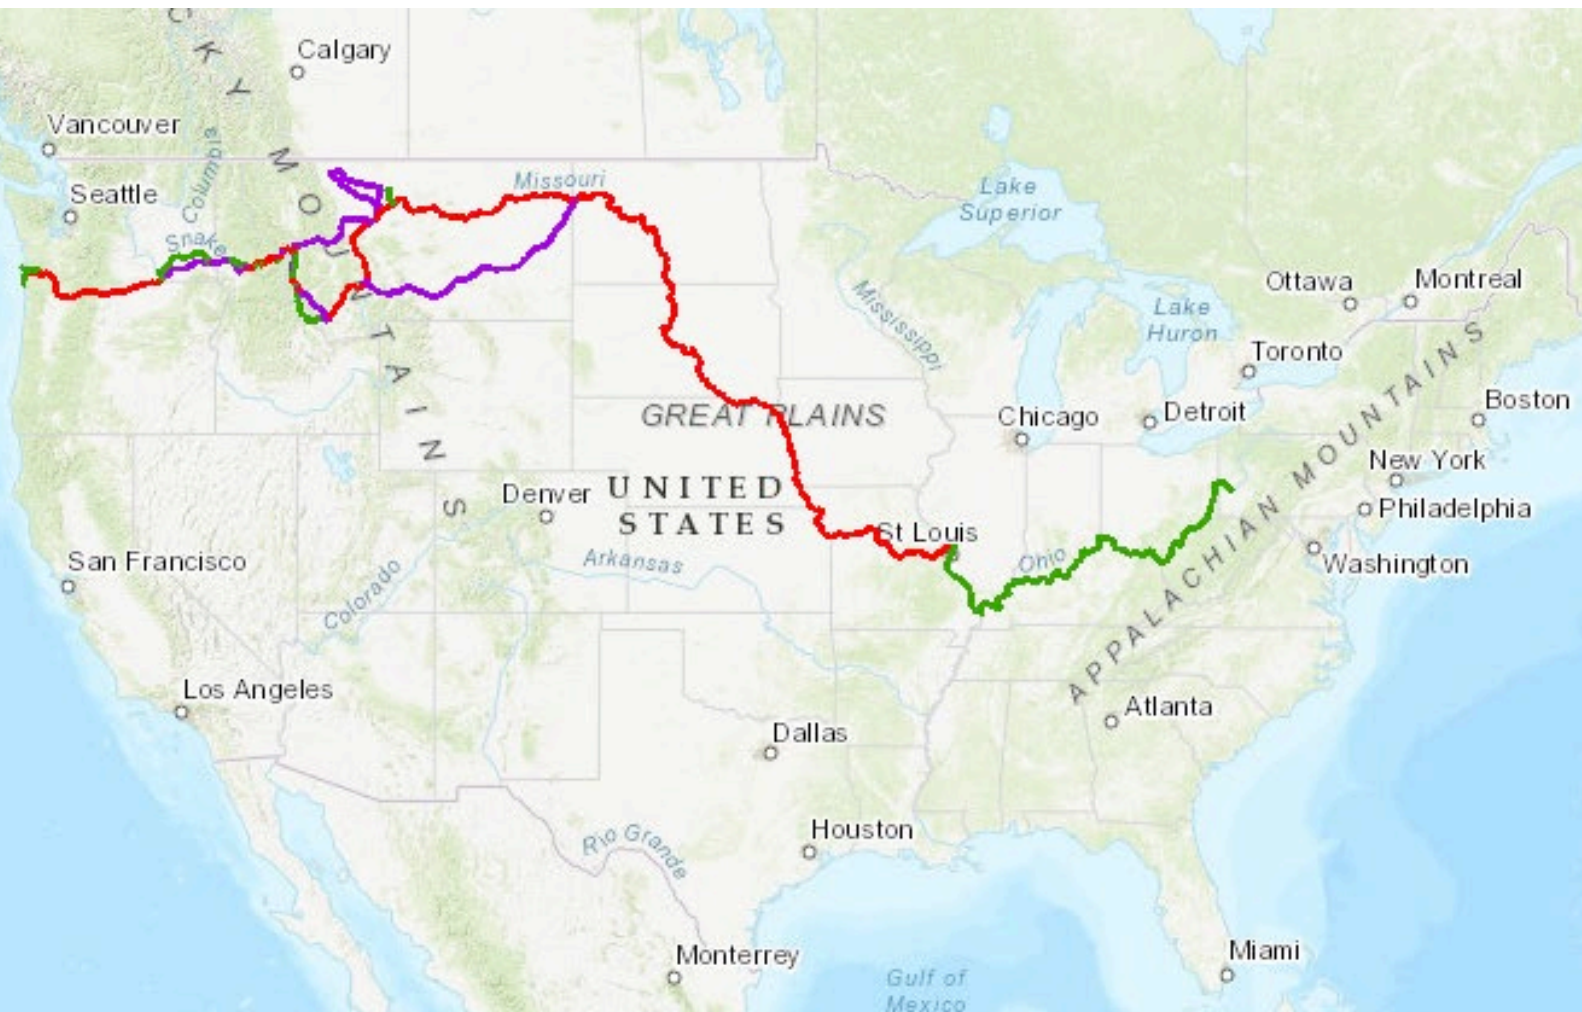 Calgary
ROCKY MOUNTAINS
Vancouver
Columbia
Seattle
Missouri
Snake
Lake
Superior
Ottawa
Montreal
Mississippi
Lake
Huron
Toronto
GREAT PLAINS
Chicago
Detroit
Boston
APPALACHIAN MOUNTAINS
New York
Denver
UNITED
STATES
Philadelphia
St Louis
Ohio
Washington
San Francisco
Colorado
Arkansas
Los Angeles
Atlanta
Dallas
Houston
Rio Grande
Monterrey
Miami
Gulf of
Mexico